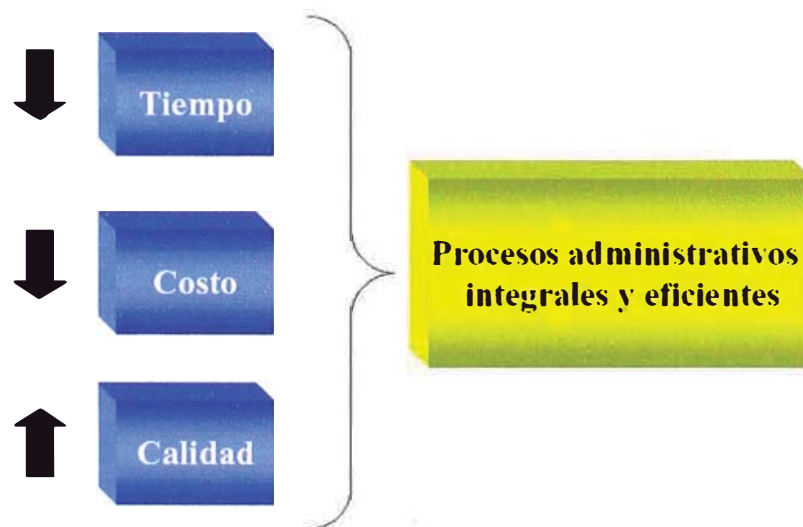 Tiempo
Costo
Calidad
Procesos administrativos
integrales y eficientes